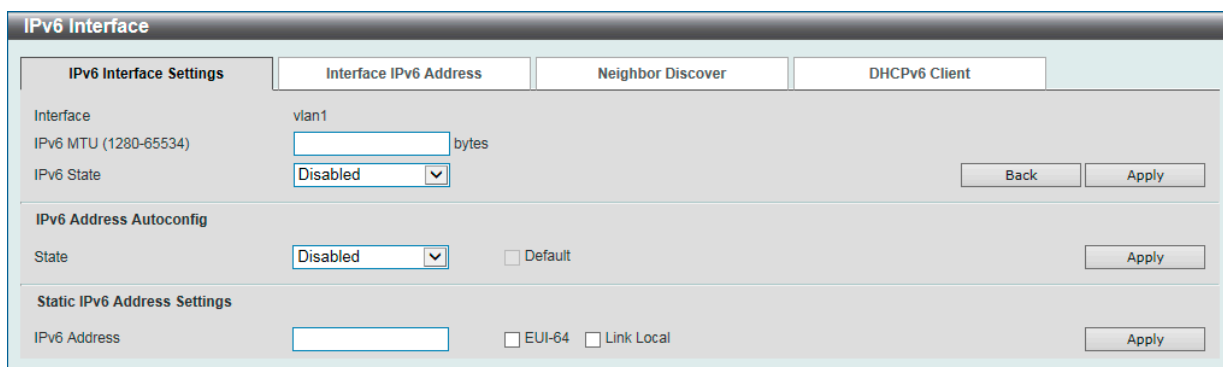 IPv6 Interface
IPv6 Interface Settings Interface IPv6 Address Neighbor Discover DHCPv6 Client
Interface vlan1
IPv6 MTU (1280-65534) bytes
IPv6 State Disabled Back Apply
IPv6 Address Autoconfig
State Disabled Default Apply
Static IPv6 Address Settings
IPv6 Address EUI-64 Link Local Apply